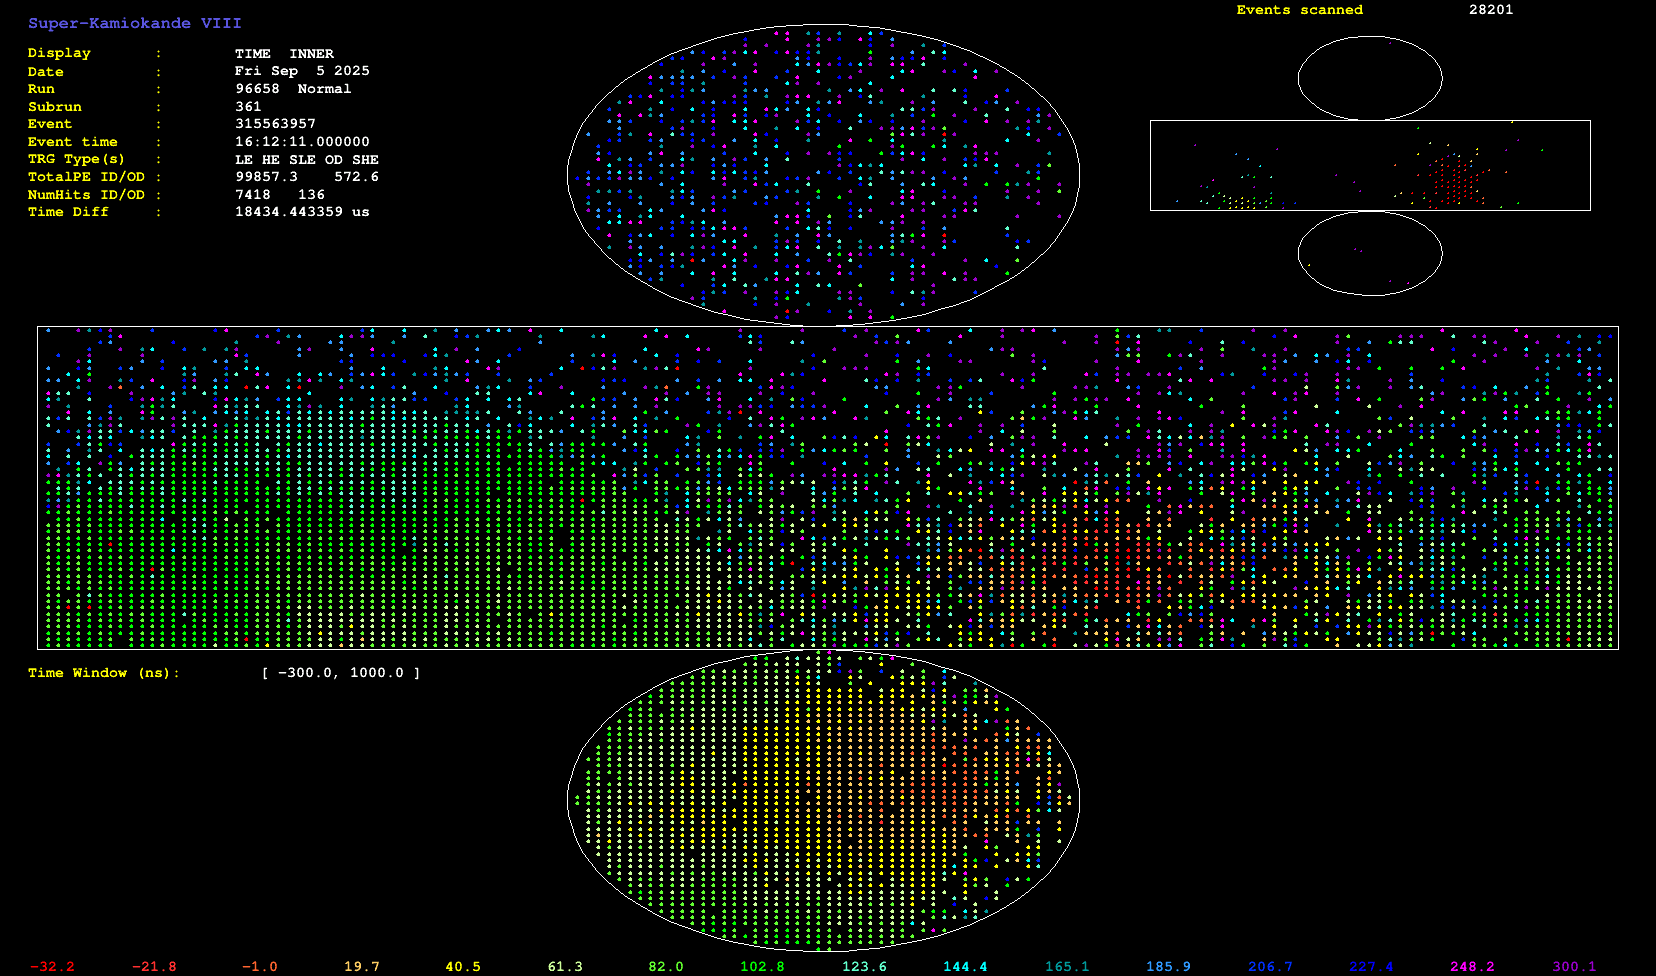 Super-Kamiokande VIII
Events scanned 28201
Display : TIME INNER
Date : Fri Sep 5 2025
Run : 96658 Normal
Subrun : 361
Event : 315563957
Event time : 16:12:11.000000
TRG Type(s) : LE HE SLE OD SHE
TotalPE ID/OD : 99857.3 572.6
NumHits ID/OD : 7418 136
Time Diff : 18434.443359 us
Time Window (ns): [ -300.0, 1000.0 ]
-32.2 -21.8 -1.0 19.7 40.5 61.3 82.0 102.8 123.6 144.4 165.1 185.9 206.7 227.4 248.2 300.1